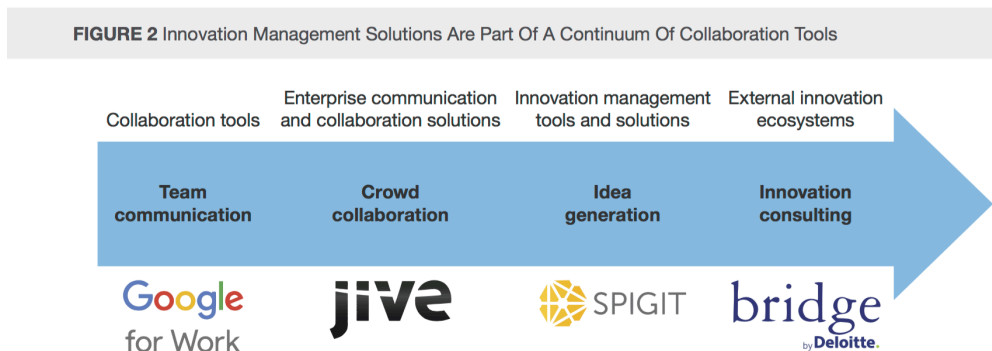 FIGURE 2 Innovation Management Solutions Are Part Of A Continuum Of Collaboration Tools
Collaboration tools
Enterprise communication
and collaboration solutions
Innovation management
tools and solutions
External innovation
ecosystems
Team
communication
Crowd
collaboration
Idea
generation
Innovation
consulting
Google
for Work
jive
SPIGIT
bridge
by Deloitte.